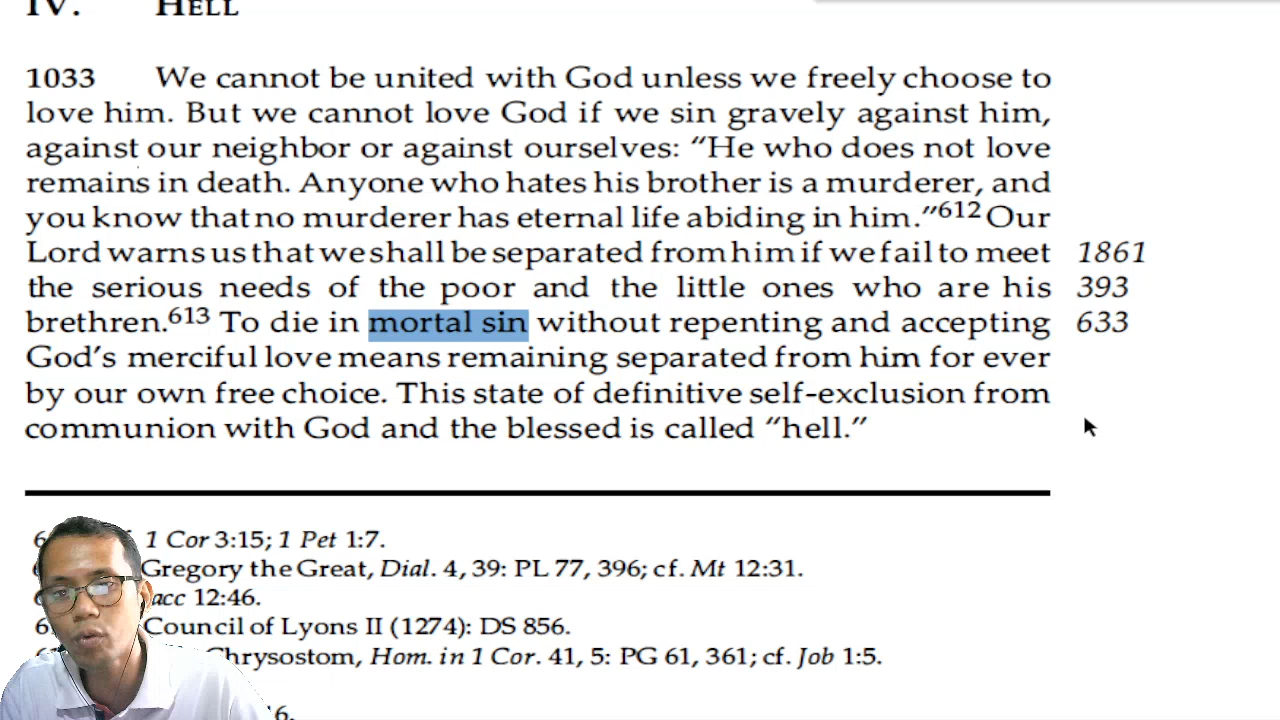 IV. HELL
1033 We cannot be united with God unless we freely choose to
love him. But we cannot love God if we sin gravely against him,
against our neighbor or against ourselves: “He who does not love
remains in death. Anyone who hates his brother is a murderer, and
you know that no murderer has eternal life abiding in him.”612 Our
Lord warns us that we shall be separated from him if we fail to meet 1861
the serious needs of the poor and the little ones who are his 393
brethren.613 To die in mortal sin without repenting and accepting 633
God’s merciful love means remaining separated from him for ever
by our own free choice. This state of definitive self-exclusion from
communion with God and the blessed is called “hell.”
1 Cor 3:15; 1 Pet 1:7.
Gregory the Great, Dial. 4, 39: PL 77, 396; cf. Mt 12:31.
12:46.
Council of Lyons II (1274): DS 856.
Chrysostom, Hom. in 1 Cor. 41, 5: PG 61, 361; cf. Job 1:5.